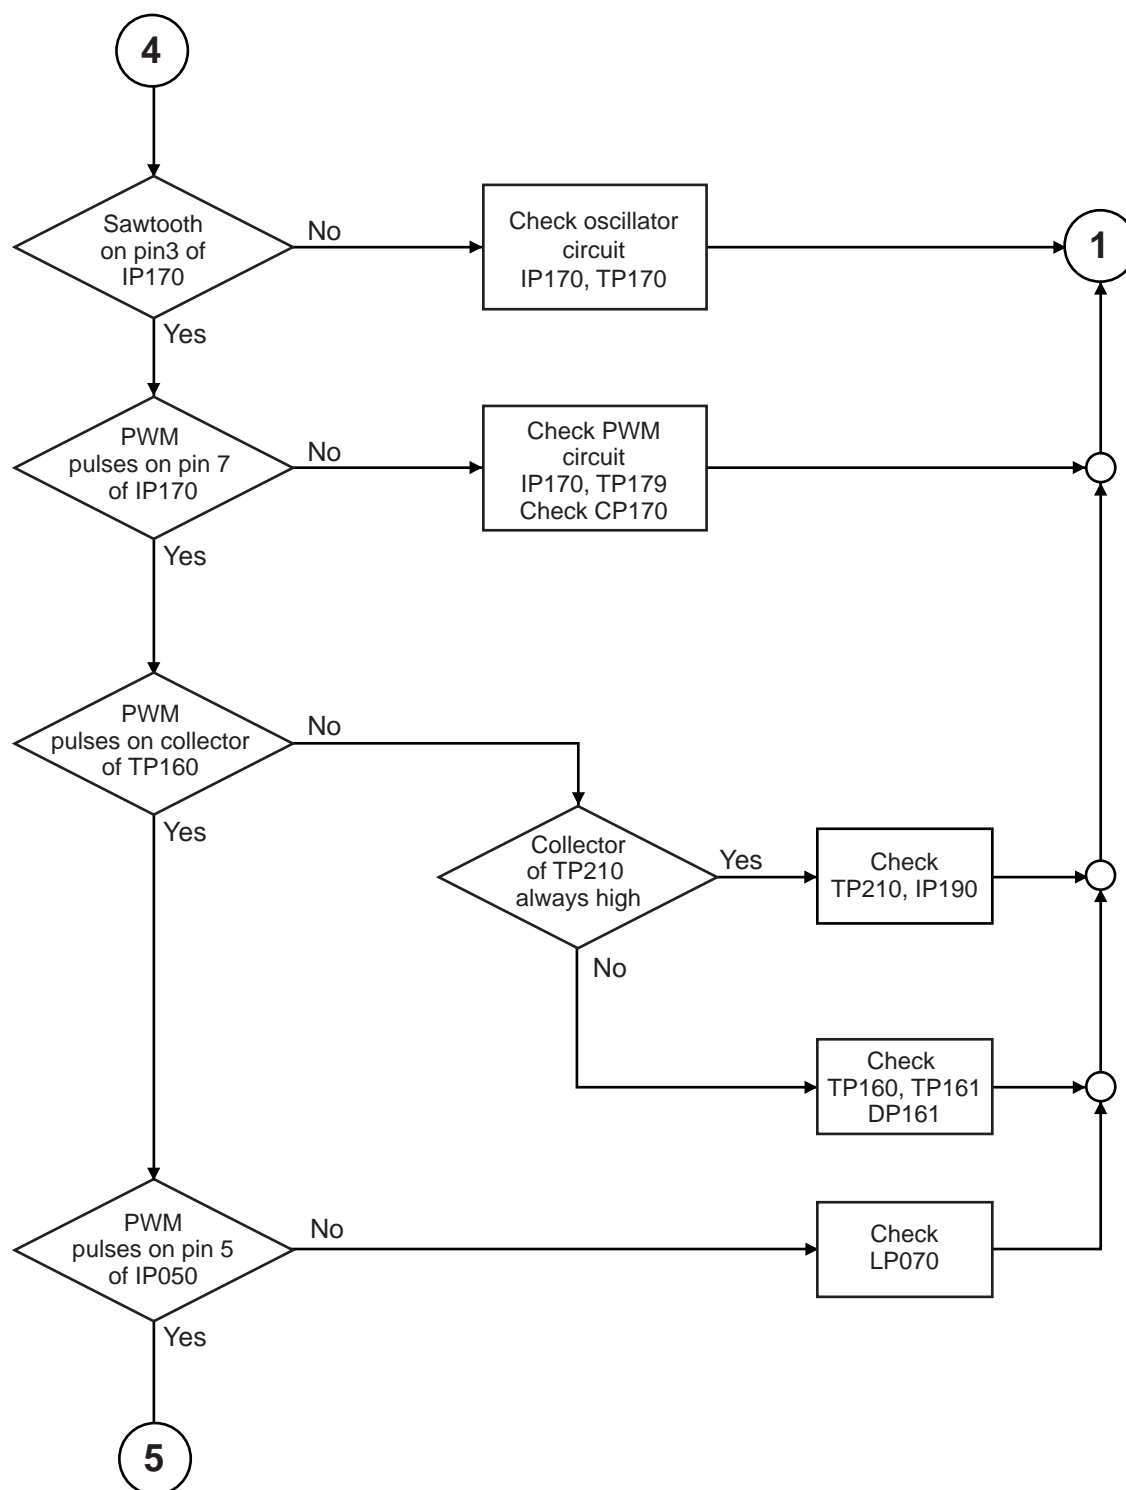 4
Sawtooth
on pin3 of
IP170
No
Check oscillator
circuit
IP170, TP170
1
Yes
PWM
pulses on pin 7
of IP170
No
Check PWM
circuit
IP170, TP179
Check CP170
Yes
PWM
pulses on collector
of TP160
No
Yes
Collector
of TP210
always high
Yes
Check
TP210, IP190
No
Check
TP160, TP161
DP161
PWM
pulses on pin 5
of IP050
No
Check
LP070
Yes
5